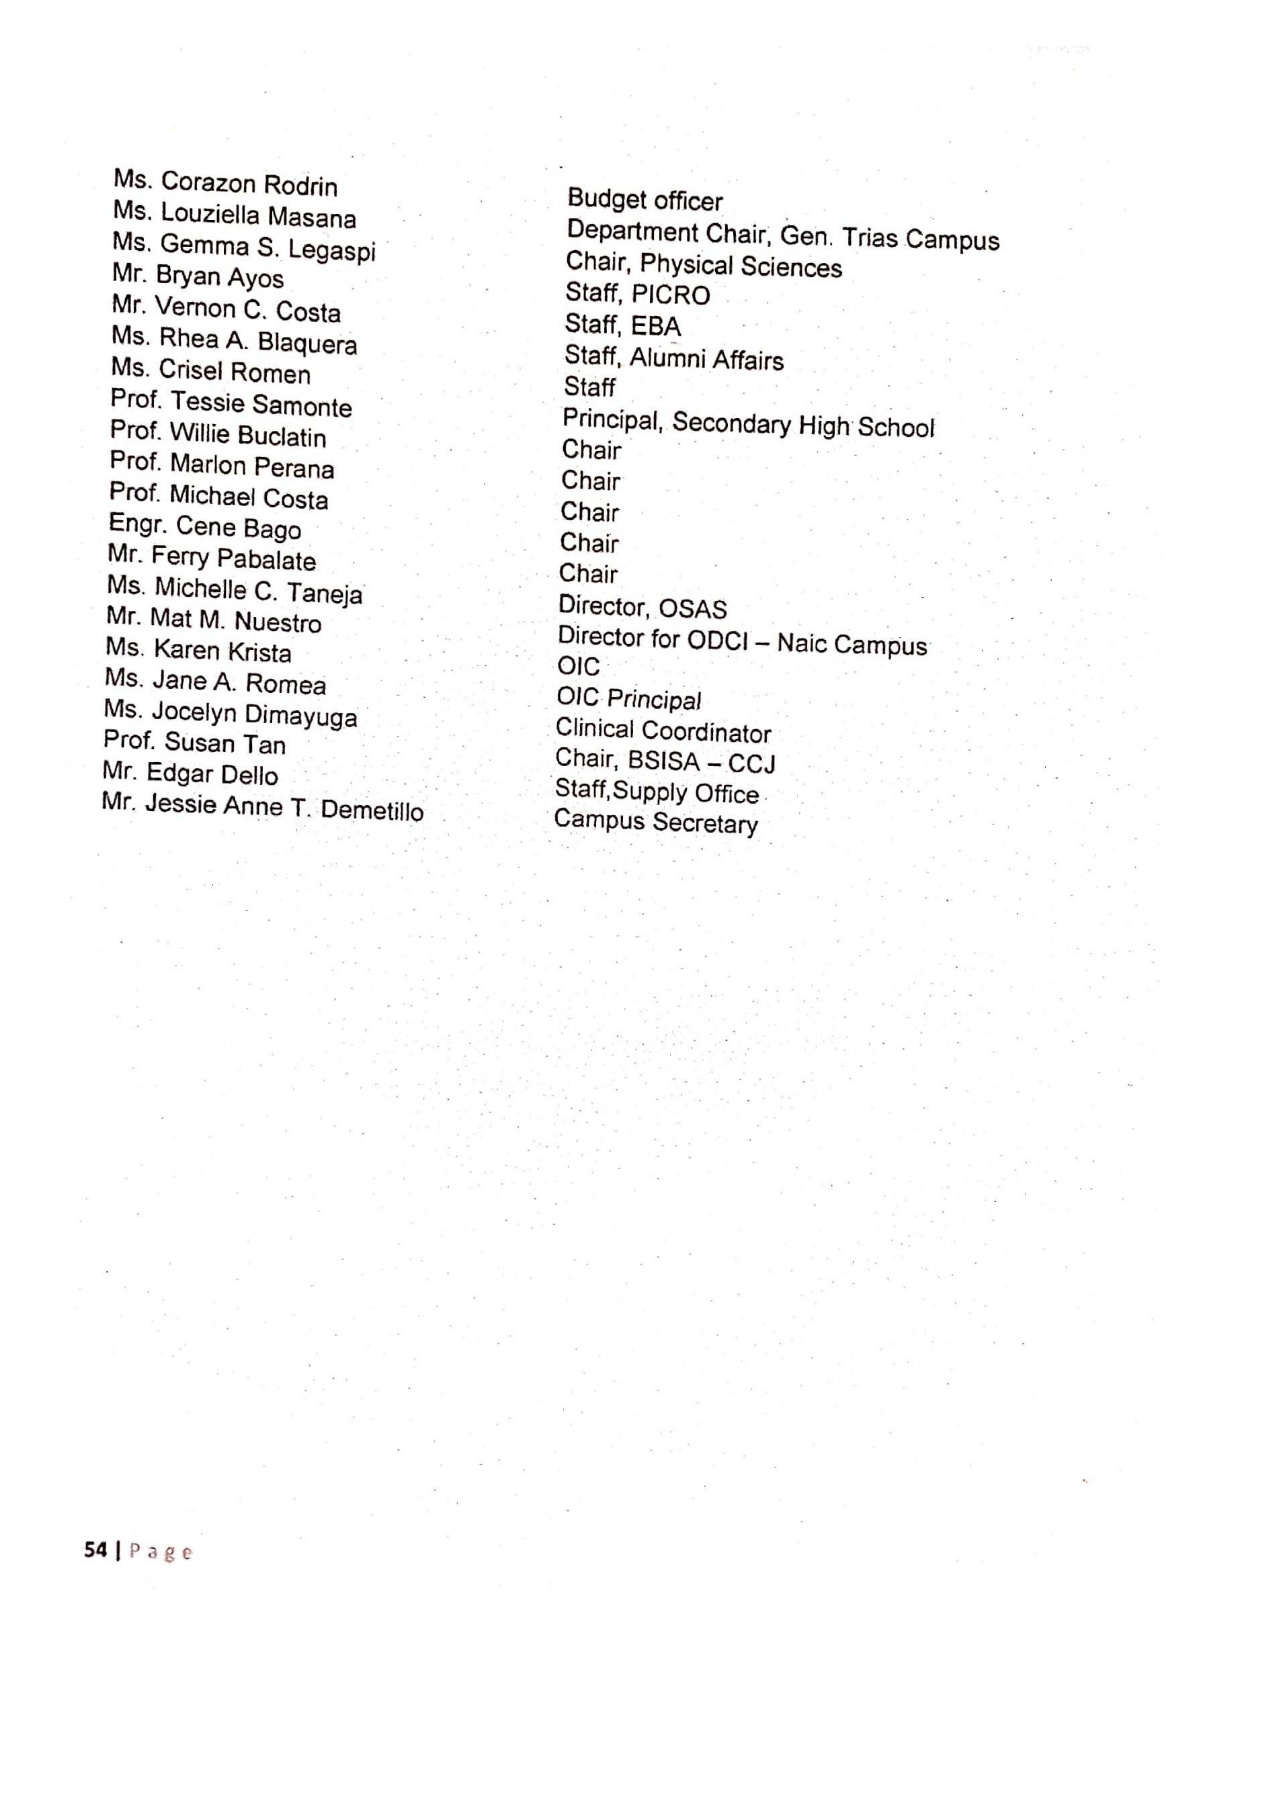 Ms. Corazon Rodrin Budget officer
Ms. Louziella Masana Department Chair, Gen. Trias Campus
Ms. Gemma S. Legaspi Chair, Physical Sciences
Mr. Bryan Ayos Staff, PICRO
Mr. Vernon C. Costa Staff, EBA
Ms. Rhea A. Blaquera Staff, Alumni Affairs
Ms. Crisel Romen Staff
Prof. Tessie Samonte Principal, Secondary High School
Prof. Willie Buclatin Chair
Prof. Marlon Perana Chair
Prof. Michael Costa Chair
Engr. Cene Bago Chair
Mr. Ferry Pabalate Chair
Ms. Michelle C. Taneja Director, OSAS
Mr. Mat M. Nuestro Director for ODCI – Naic Campus
Ms. Karen Krista OIC
Ms. Jane A. Romea OIC Principal
Ms. Jocelyn Dimayuga Clinical Coordinator
Prof. Susan Tan Chair, BSISA – CCJ
Mr. Edgar Dello Staff,Supply Office
Mr. Jessie Anne T. Demetillo Campus Secretary
54 | Page